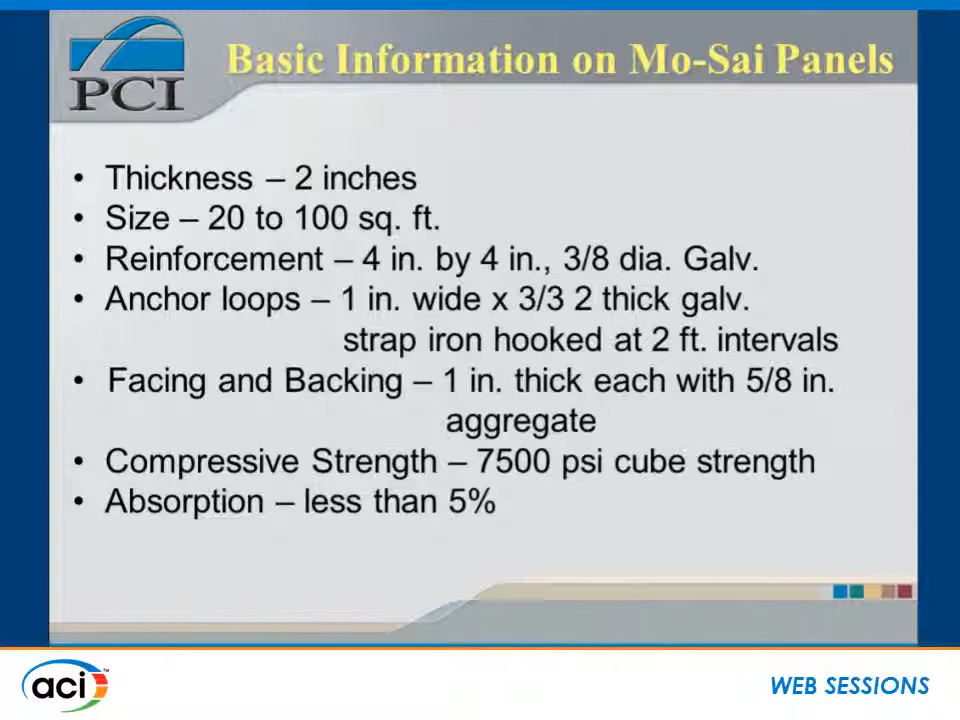 PCI
Basic Information on Mo-Sai Panels
• Thickness – 2 inches
• Size – 20 to 100 sq. ft.
• Reinforcement – 4 in. by 4 in., 3/8 dia. Galv.
• Anchor loops – 1 in. wide x 3/3 2 thick galv.
strap iron hooked at 2 ft. intervals
• Facing and Backing – 1 in. thick each with 5/8 in.
aggregate
• Compressive Strength – 7500 psi cube strength
• Absorption – less than 5%
aci™
WEB SESSIONS